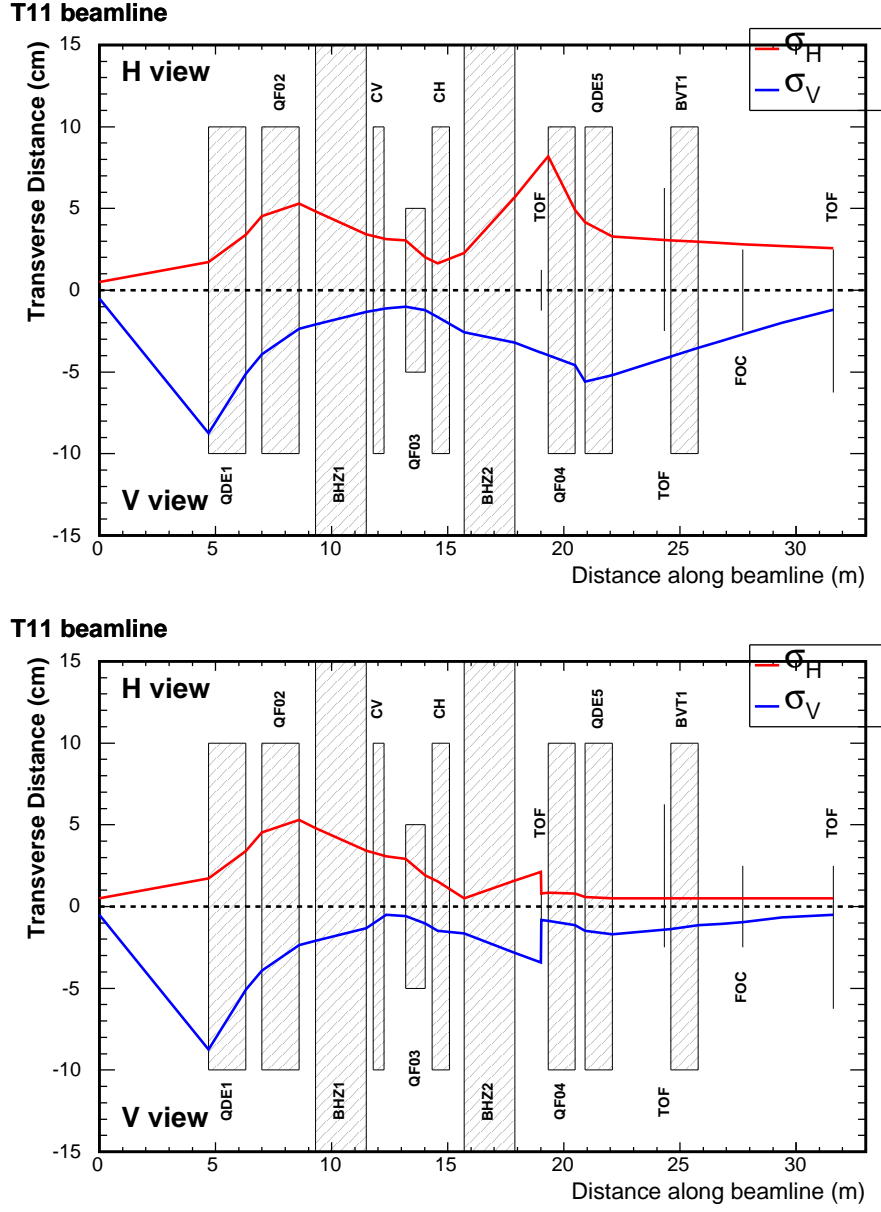 T11 beamline
Transverse Distance (cm)
15
10
5
0
-5
-10
-15
H view
V view
σH
σV
QF02
CV
CH
QDE5
BVT1
TOF
TOF
QDE1
BHZ1
QF03
BHZ2
QF04
TOF
FOC
0
5
10
15
20
25
30
Distance along beamline (m)
T11 beamline
Transverse Distance (cm)
15
10
5
0
-5
-10
-15
H view
V view
σH
σV
QF02
CV
CH
QDE5
BVT1
TOF
TOF
QDE1
BHZ1
QF03
BHZ2
QF04
TOF
FOC
0
5
10
15
20
25
30
Distance along beamline (m)